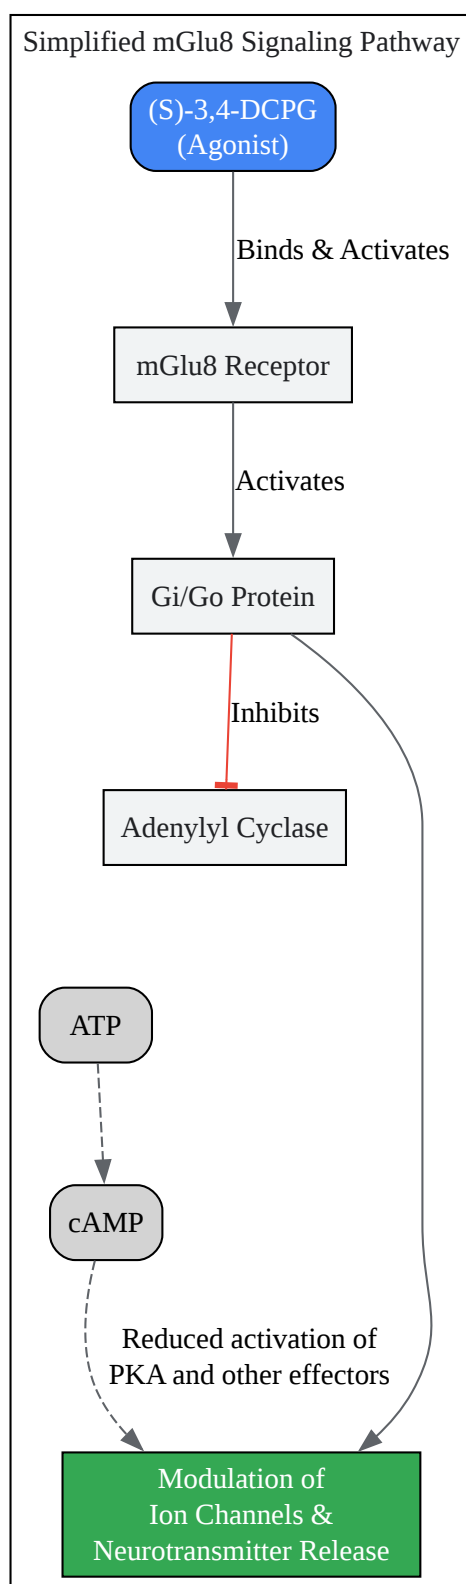 Simplified mGlu8 Signaling Pathway
(S)-3,4-DCPG
(Agonist)
Binds & Activates
mGlu8 Receptor
Activates
Gi/Go Protein
Inhibits
Adenylyl Cyclase
ATP
cAMP
Reduced activation of
PKA and other effectors
Modulation of
Ion Channels &
Neurotransmitter Release